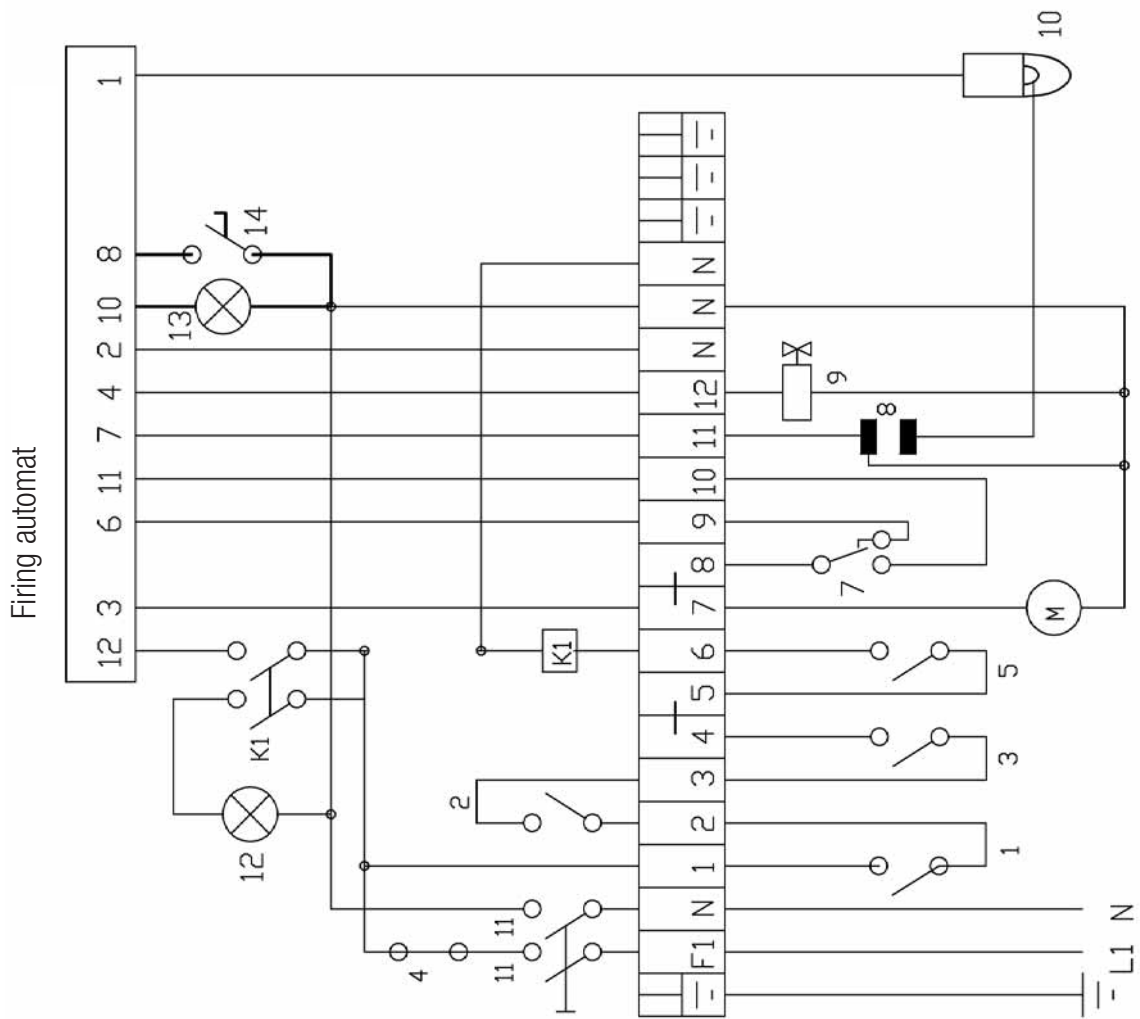 Firing automat
12 3 6 11 7 4 2 10 8 1
13
12 K1 14
4
2
11 11
K1
F1 N 1 2 3 4 5 6 7 8 9 10 11 12 N N N
7 9
8
1 3 5
M 10
L1 N